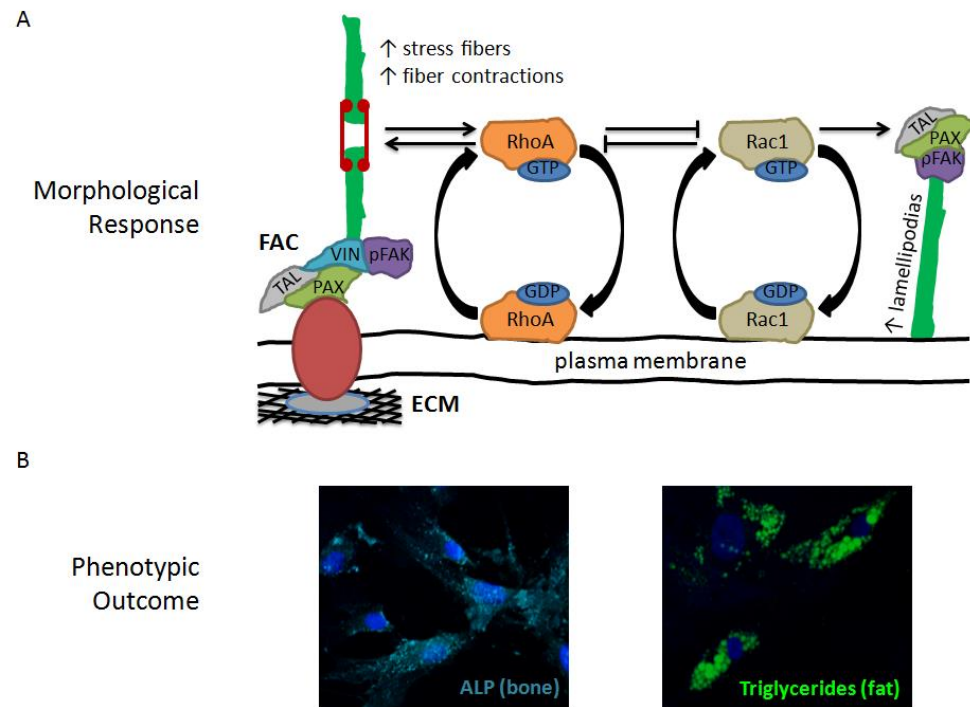 A
↑ stress fibers
↑ fiber contractions
Morphological
Response
RhoA
GTP
Rac1
GTP
TAL
PAX
pFAK
FAC
VIN
pFAK
TAL
PAX
GDP
RhoA
GDP
Rac1
↑ lamellipodias
plasma membrane
ECM
B
Phenotypic
Outcome
ALP (bone)
Triglycerides (fat)